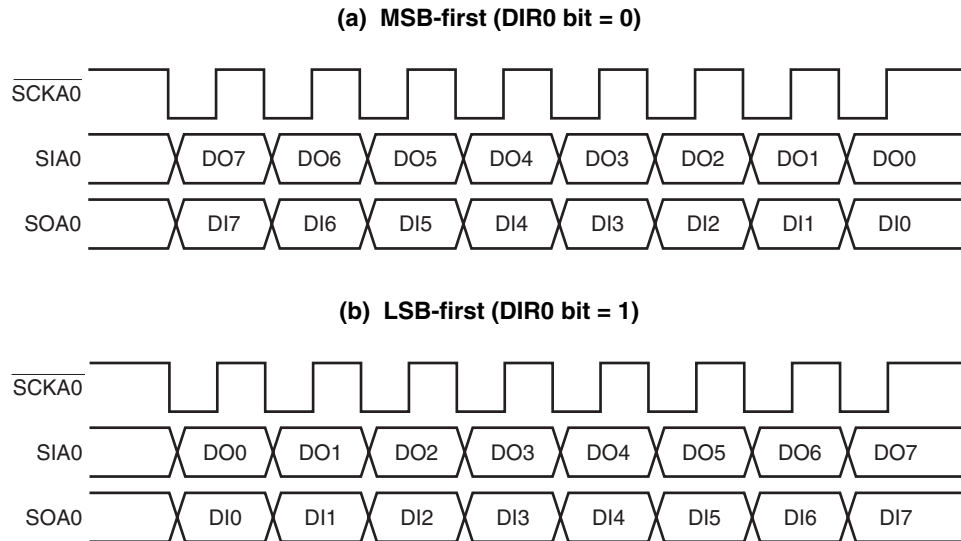 (a) MSB-first (DIR0 bit = 0)
SCKA0
SIA0 DO7 DO6 DO5 DO4 DO3 DO2 DO1 DO0
SOA0 DI7 DI6 DI5 DI4 DI3 DI2 DI1 DI0
(b) LSB-first (DIR0 bit = 1)
SCKA0
SIA0 DO0 DO1 DO2 DO3 DO4 DO5 DO6 DO7
SOA0 DI0 DI1 DI2 DI3 DI4 DI5 DI6 DI7